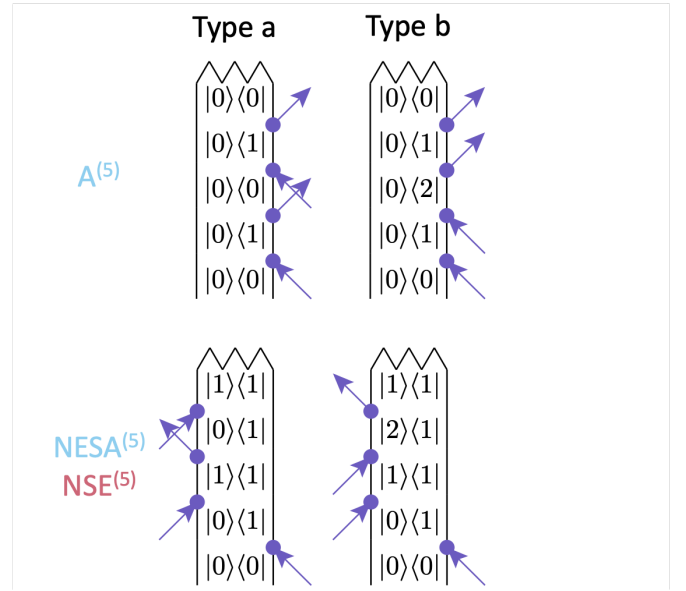 Type a Type b
|0⟩⟨0| |0⟩⟨0|
|0⟩⟨1| |0⟩⟨1|
A(5) |0⟩⟨0| |0⟩⟨2|
|0⟩⟨1| |0⟩⟨1|
|0⟩⟨0| |0⟩⟨0|
|1⟩⟨1| |1⟩⟨1|
NESA(5) |0⟩⟨1| |2⟩⟨1|
NSE(5) |1⟩⟨1| |1⟩⟨1|
|0⟩⟨1| |0⟩⟨1|
|0⟩⟨0| |0⟩⟨0|